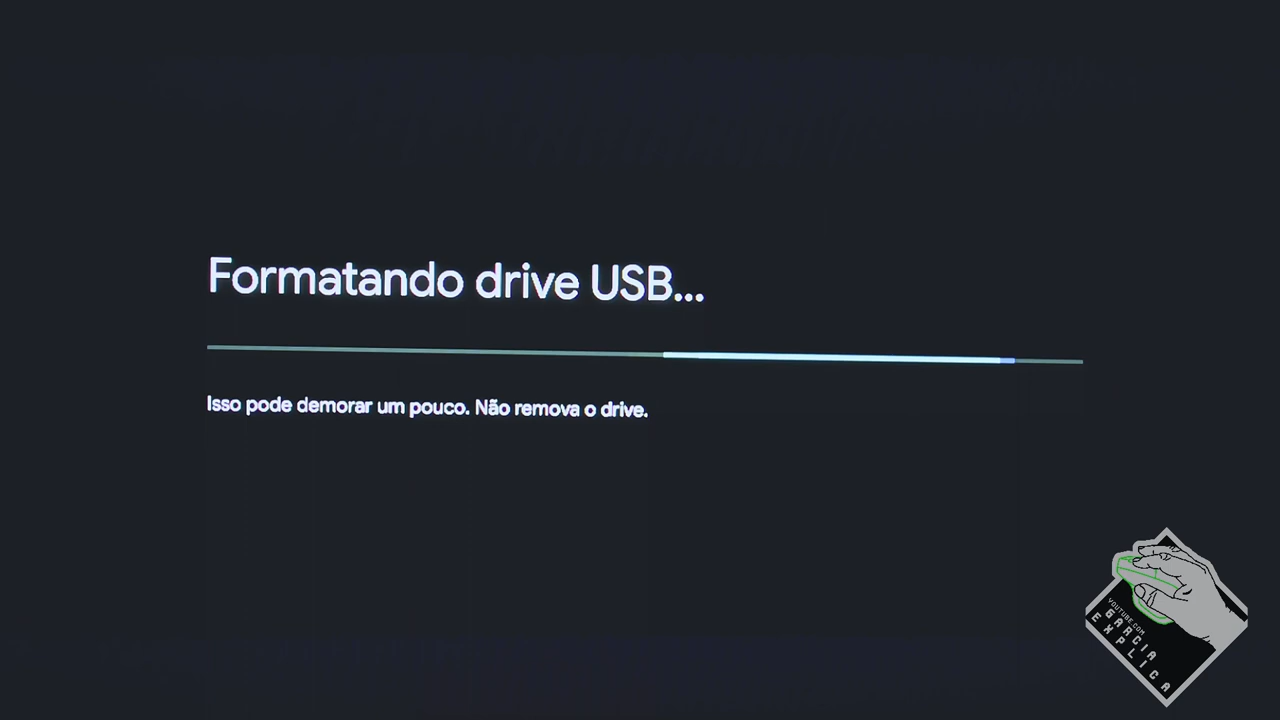 Formatando drive USB...
Isso pode demorar um pouco. Não remova o drive.
YOUTUBE.COM
GARCIA
EXPLICA